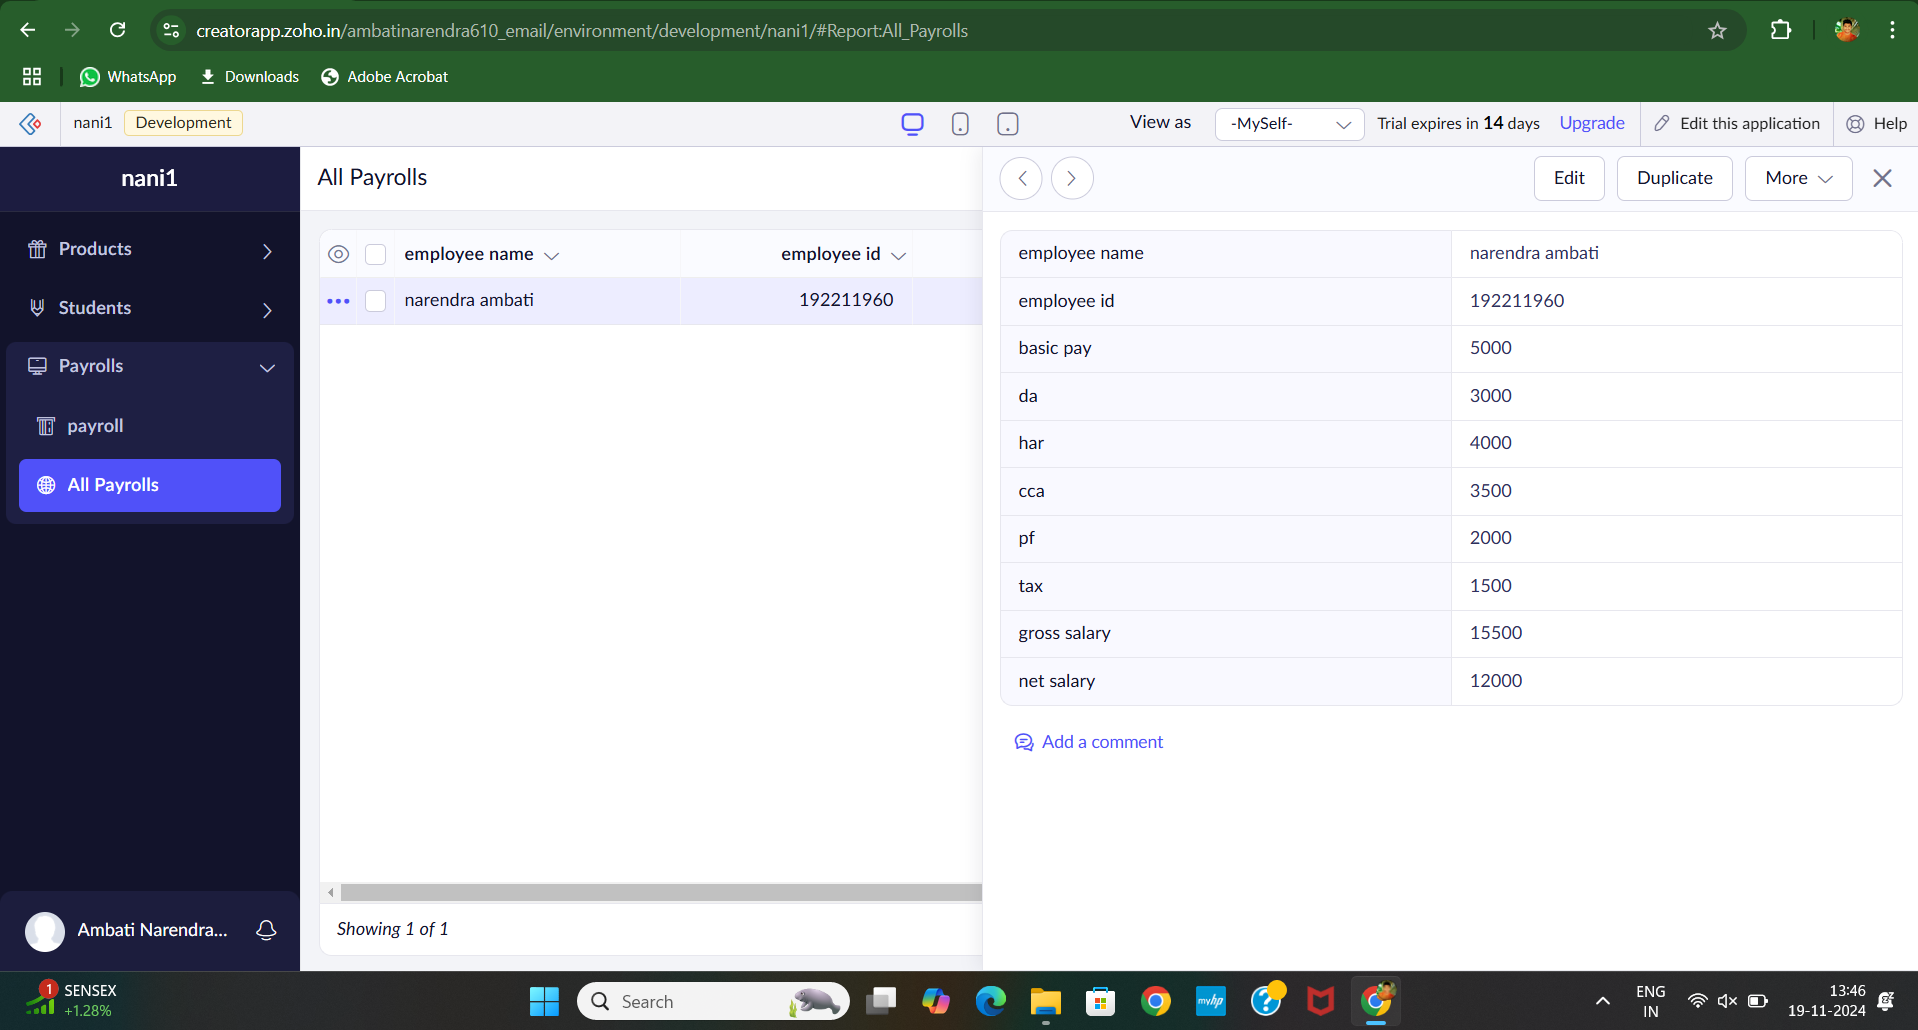 creatorapp.zoho.in/ambatinarendra610_email/environment/development/nani1/#Report:All_Payrolls
WhatsApp Downloads Adobe Acrobat
nani1 Development View as -MySelf- Trial expires in 14 days Upgrade Edit this application Help
nani1
Products
Students
Payrolls
payroll
All Payrolls
Ambati Narendra...
All Payrolls
employee name employee id
narendra ambati 192211960
Showing 1 of 1
Edit Duplicate More
employee name narendra ambati
employee id 192211960
basic pay 5000
da 3000
har 4000
cca 3500
pf 2000
tax 1500
gross salary 15500
net salary 12000
Add a comment
1 SENSEX
+1.28%
Search
myhp
ENG
IN
13:46
19-11-2024